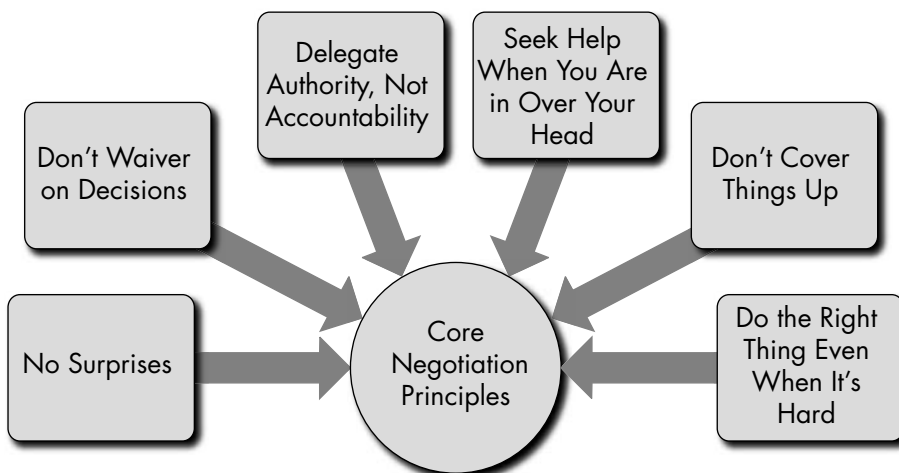 Delegate
Authority, Not
Accountability
Seek Help
When You Are
in Over Your
Head
Don’t Waiver
on Decisions
Don’t Cover
Things Up
No Surprises
Core
Negotiation
Principles
Do the Right
Thing Even
When It’s
Hard